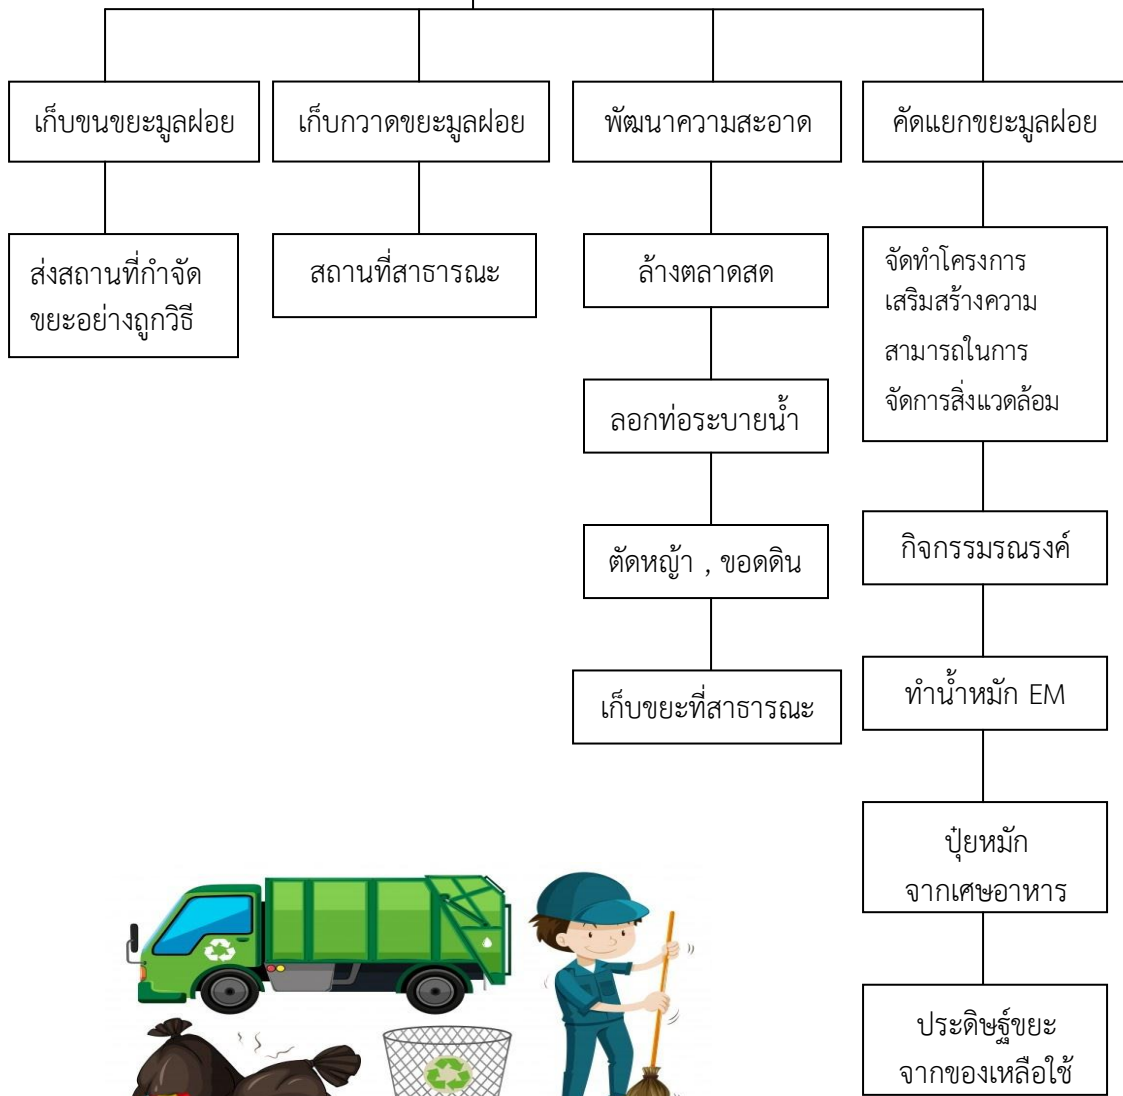 เก็บขนขยะมูลฝอย
เก็บกวาดขยะมูลฝอย
พัฒนาความสะอาด
คัดแยกขยะมูลฝอย
ส่งสถานที่กำจัด
ขยะอย่างถูกวิธี
สถานที่สาธารณะ
ล้างตลาดสด
ลอกท่อระบายน้ำ
ตัดหญ้า , ขอดดิน
เก็บขยะที่สาธารณะ
จัดทำโครงการ
เสริมสร้างความ
สามารถในการ
จัดการสิ่งแวดล้อม
กิจกรรมรณรงค์
ทำน้ำหมัก EM
ปุ๋ยหมัก
จากเศษอาหาร
ประดิษฐ์ขยะ
จากของเหลือใช้